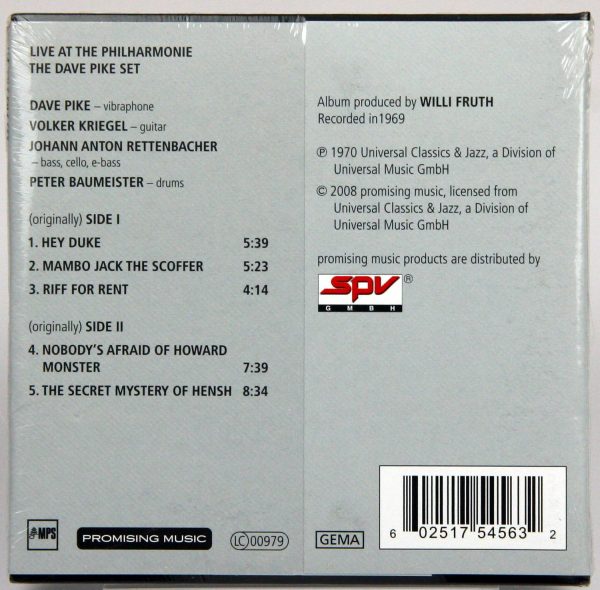 LIVE AT THE PHILHARMONIE
THE DAVE PIKE SET
DAVE PIKE – vibraphone
VOLKER KRIEGEL – guitar
JOHANN ANTON RETTENBACHER
– bass, cello, e-bass
PETER BAUMEISTER – drums
(originally) SIDE I
1. HEY DUKE 5:39
2. MAMBO JACK THE SCOFFER 5:23
3. RIFF FOR RENT 4:14
(originally) SIDE II
4. NOBODY'S AFRAID OF HOWARD
MONSTER 7:39
5. THE SECRET MYSTERY OF HENSH 8:34
MPS
PROMISING MUSIC
LC 00979
Album produced by WILLI FRUTH
Recorded in1969
℗ 1970 Universal Classics & Jazz, a Division of
Universal Music GmbH
© 2008 promising music, licensed from
Universal Classics & Jazz, a Division of
Universal Music GmbH
promising music products are distributed by
spv ®
GMBH
GEMA
6 02517 54563 2